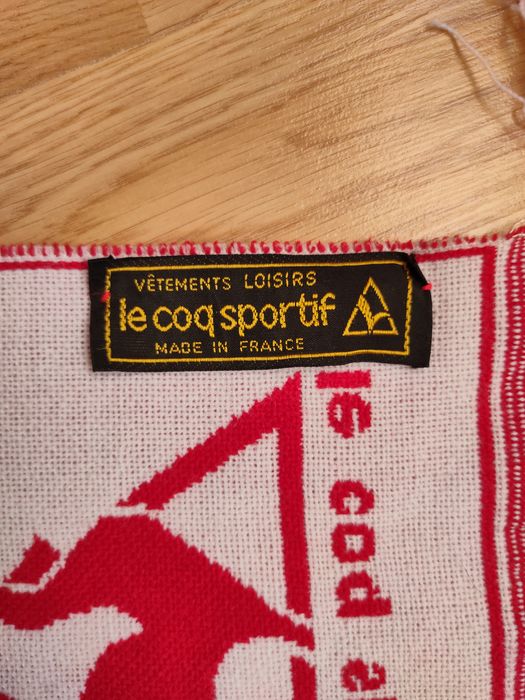 VÊTEMENTS LOISIRS
le coq sportif
MADE IN FRANCE
le coq